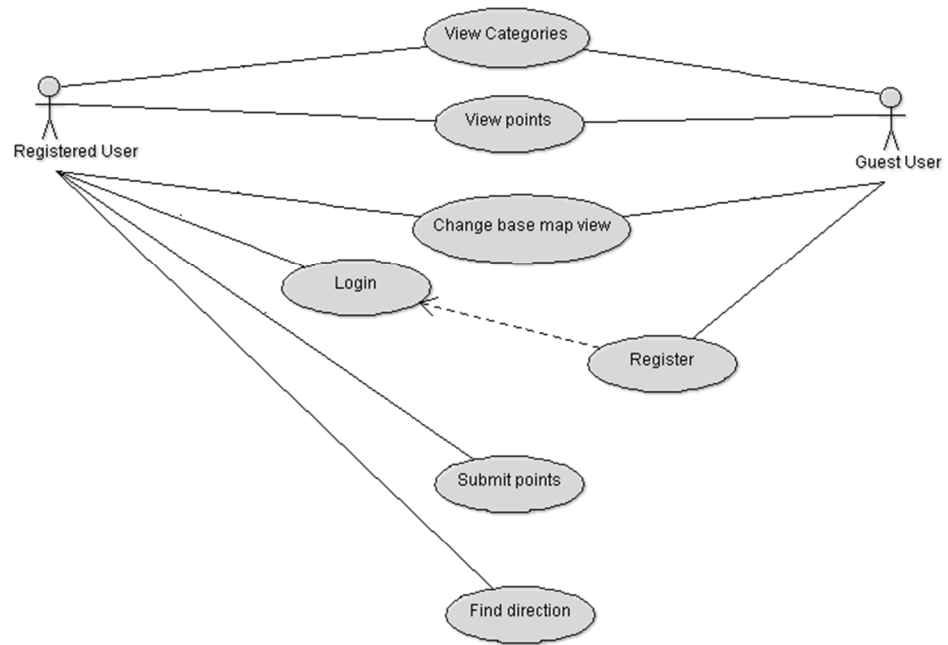 View Categories
View points
Registered User
Guest User
Change base map view
Login
Register
Submit points
Find direction